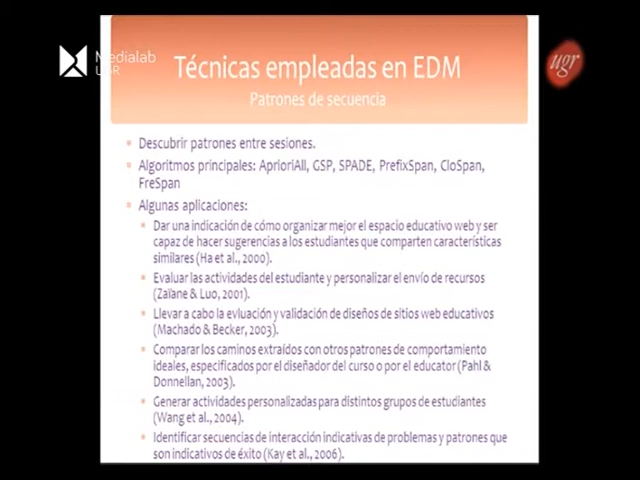 Medialab
UGR
ugr
Técnicas empleadas en EDM
Patrones de secuencia
Descubrir patrones entre sesiones.
Algoritmos principales: AprioriAll, GSP, SPADE, PrefixSpan, CloSpan,
FreSpan
Algunas aplicaciones:
Dar una indicación de cómo organizar mejor el espacio educativo web y ser
capaz de hacer sugerencias a los estudiantes que comparten características
similares (Ha et al., 2000).
Evaluar las actividades del estudiante y personalizar el envío de recursos
(Zaïane & Luo, 2001).
Llevar a cabo la evluación y validación de diseños de sitios web educativos
(Machado & Becker, 2003).
Comparar los caminos extraídos con otros patrones de comportamiento
ideales, especificados por el diseñador del curso o por el educator (Pahl &
Donnellan, 2003).
Generar actividades personalizadas para distintos grupos de estudiantes
(Wang et al., 2004).
Identificar secuencias de interacción indicativas de problemas y patrones que
son indicativos de éxito (Kay et al., 2006).